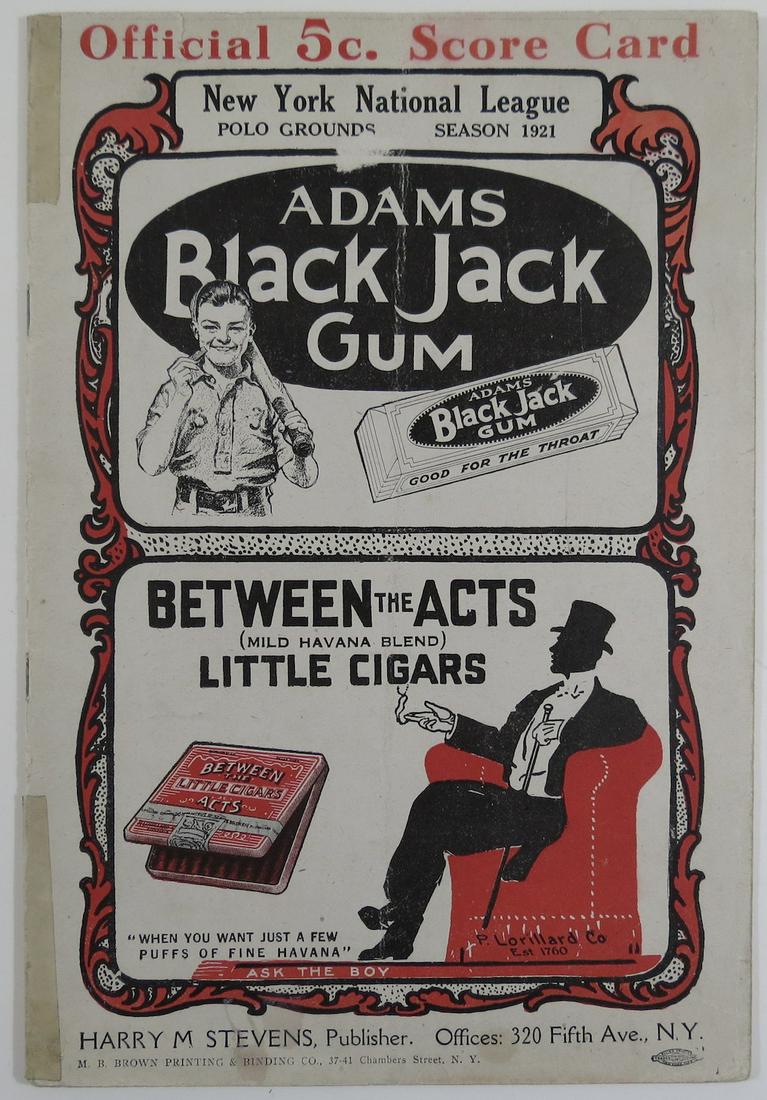 Official 5c. Score Card
New York National League
POLO GROUNDS SEASON 1921
ADAMS
Black Jack
GUM
ADAMS
Black Jack
GUM
GOOD FOR THE THROAT
BETWEEN THE ACTS
(MILD HAVANA BLEND)
LITTLE CIGARS
BETWEEN
THE
LITTLE CIGARS
ACTS
"WHEN YOU WANT JUST A FEW
PUFFS OF FINE HAVANA"
ASK THE BOY
P. Lorillard Co
Est 1760
HARRY M STEVENS, Publisher. Offices: 320 Fifth Ave., N.Y.
M. B. BROWN PRINTING & BINDING CO., 37-41 Chambers Street, N. Y.